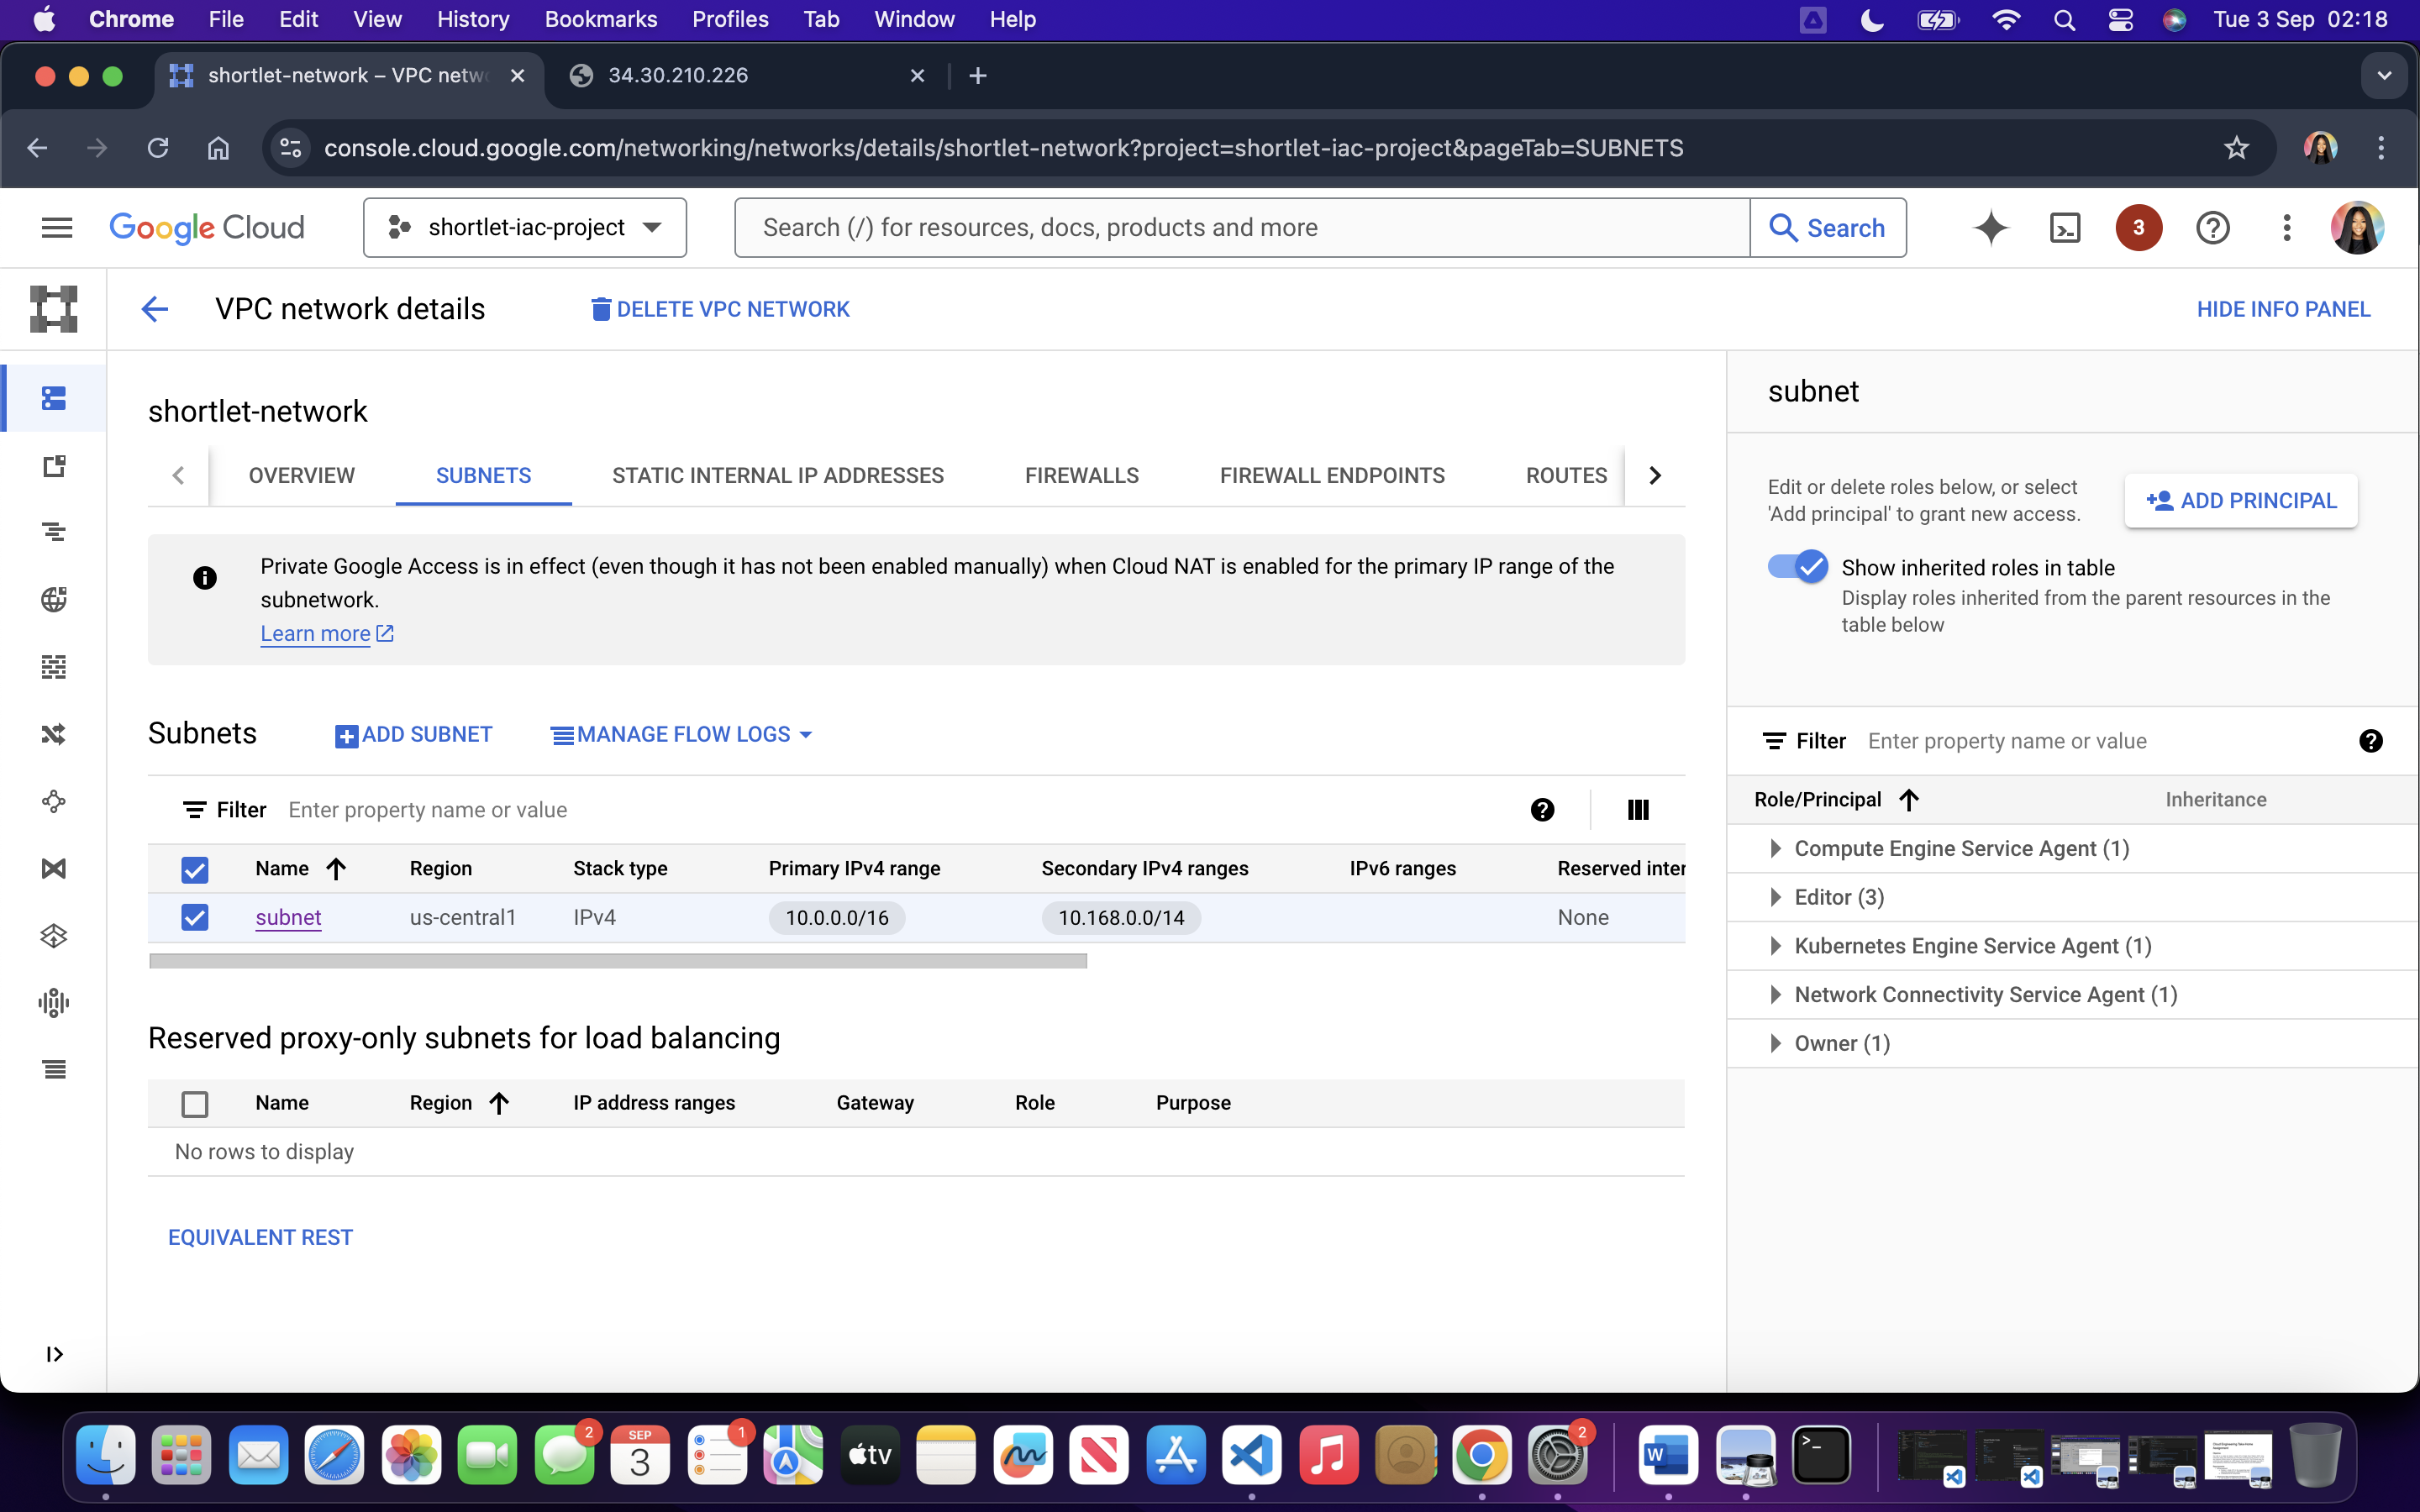 Chrome File Edit View History Bookmarks Profiles Tab Window Help Tue 3 Sep 02:18
shortlet-network – VPC netw 34.30.210.226
console.cloud.google.com/networking/networks/details/shortlet-network?project=shortlet-iac-project&pageTab=SUBNETS
Google Cloud shortlet-iac-project Search (/) for resources, docs, products and more Search 3
VPC network details DELETE VPC NETWORK HIDE INFO PANEL
shortlet-network
OVERVIEW SUBNETS STATIC INTERNAL IP ADDRESSES FIREWALLS FIREWALL ENDPOINTS ROUTES
Private Google Access is in effect (even though it has not been enabled manually) when Cloud NAT is enabled for the primary IP range of the
subnetwork.
Learn more
Subnets ADD SUBNET MANAGE FLOW LOGS
Filter Enter property name or value
Name Region Stack type Primary IPv4 range Secondary IPv4 ranges IPv6 ranges Reserved inter
subnet us-central1 IPv4 10.0.0.0/16 10.168.0.0/14 None
Reserved proxy-only subnets for load balancing
Name Region IP address ranges Gateway Role Purpose
No rows to display
EQUIVALENT REST
subnet
Edit or delete roles below, or select
'Add principal' to grant new access.
ADD PRINCIPAL
Show inherited roles in table
Display roles inherited from the parent resources in the
table below
Filter Enter property name or value
Role/Principal Inheritance
Compute Engine Service Agent (1)
Editor (3)
Kubernetes Engine Service Agent (1)
Network Connectivity Service Agent (1)
Owner (1)
2 SEP 3 1 tv 2 W